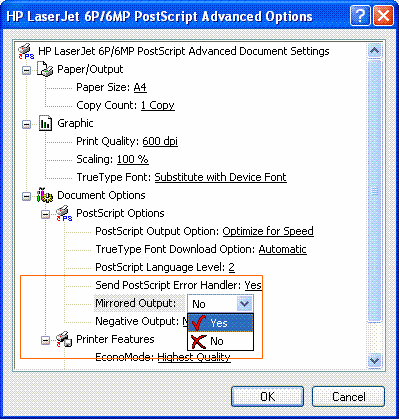 HP LaserJet 6P/6MP PostScript Advanced Options
HP LaserJet 6P/6MP PostScript Advanced Document Settings
Paper/Output
Paper Size: A4
Copy Count: 1 Copy
Graphic
Print Quality: 600 dpi
Scaling: 100 %
TrueType Font: Substitute with Device Font
Document Options
PostScript Options
PostScript Output Option: Optimize for Speed
TrueType Font Download Option: Automatic
PostScript Language Level: 2
Send PostScript Error Handler: Yes
Mirrored Output: No
Yes
Negative Output:
No
Printer Features
EconoMode: Highest Quality
OK
Cancel